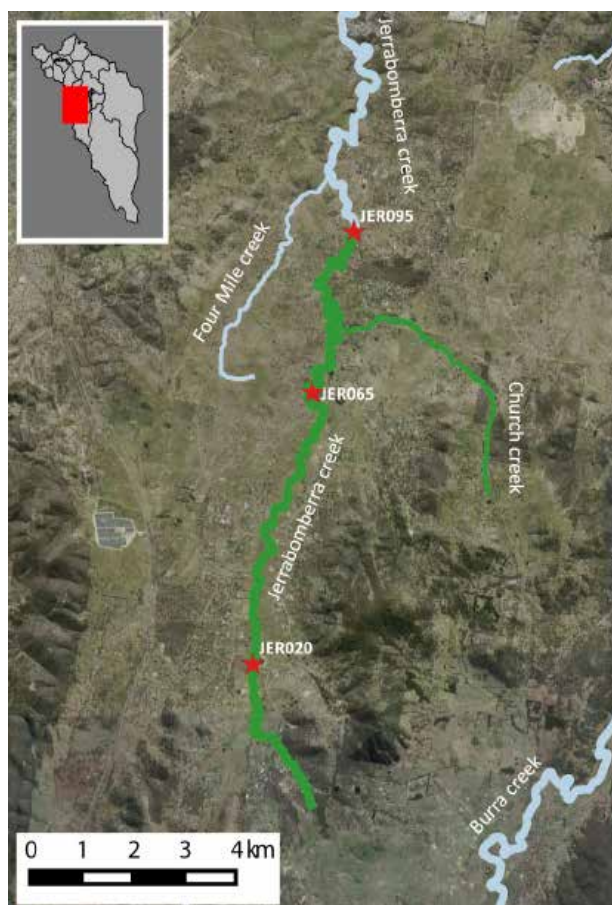 Jerrabomberra creek
JER095
Four Mile creek
JER065
Church creek
Jerrabomberra creek
JER020
Burra creek
0 1 2 3 4 km